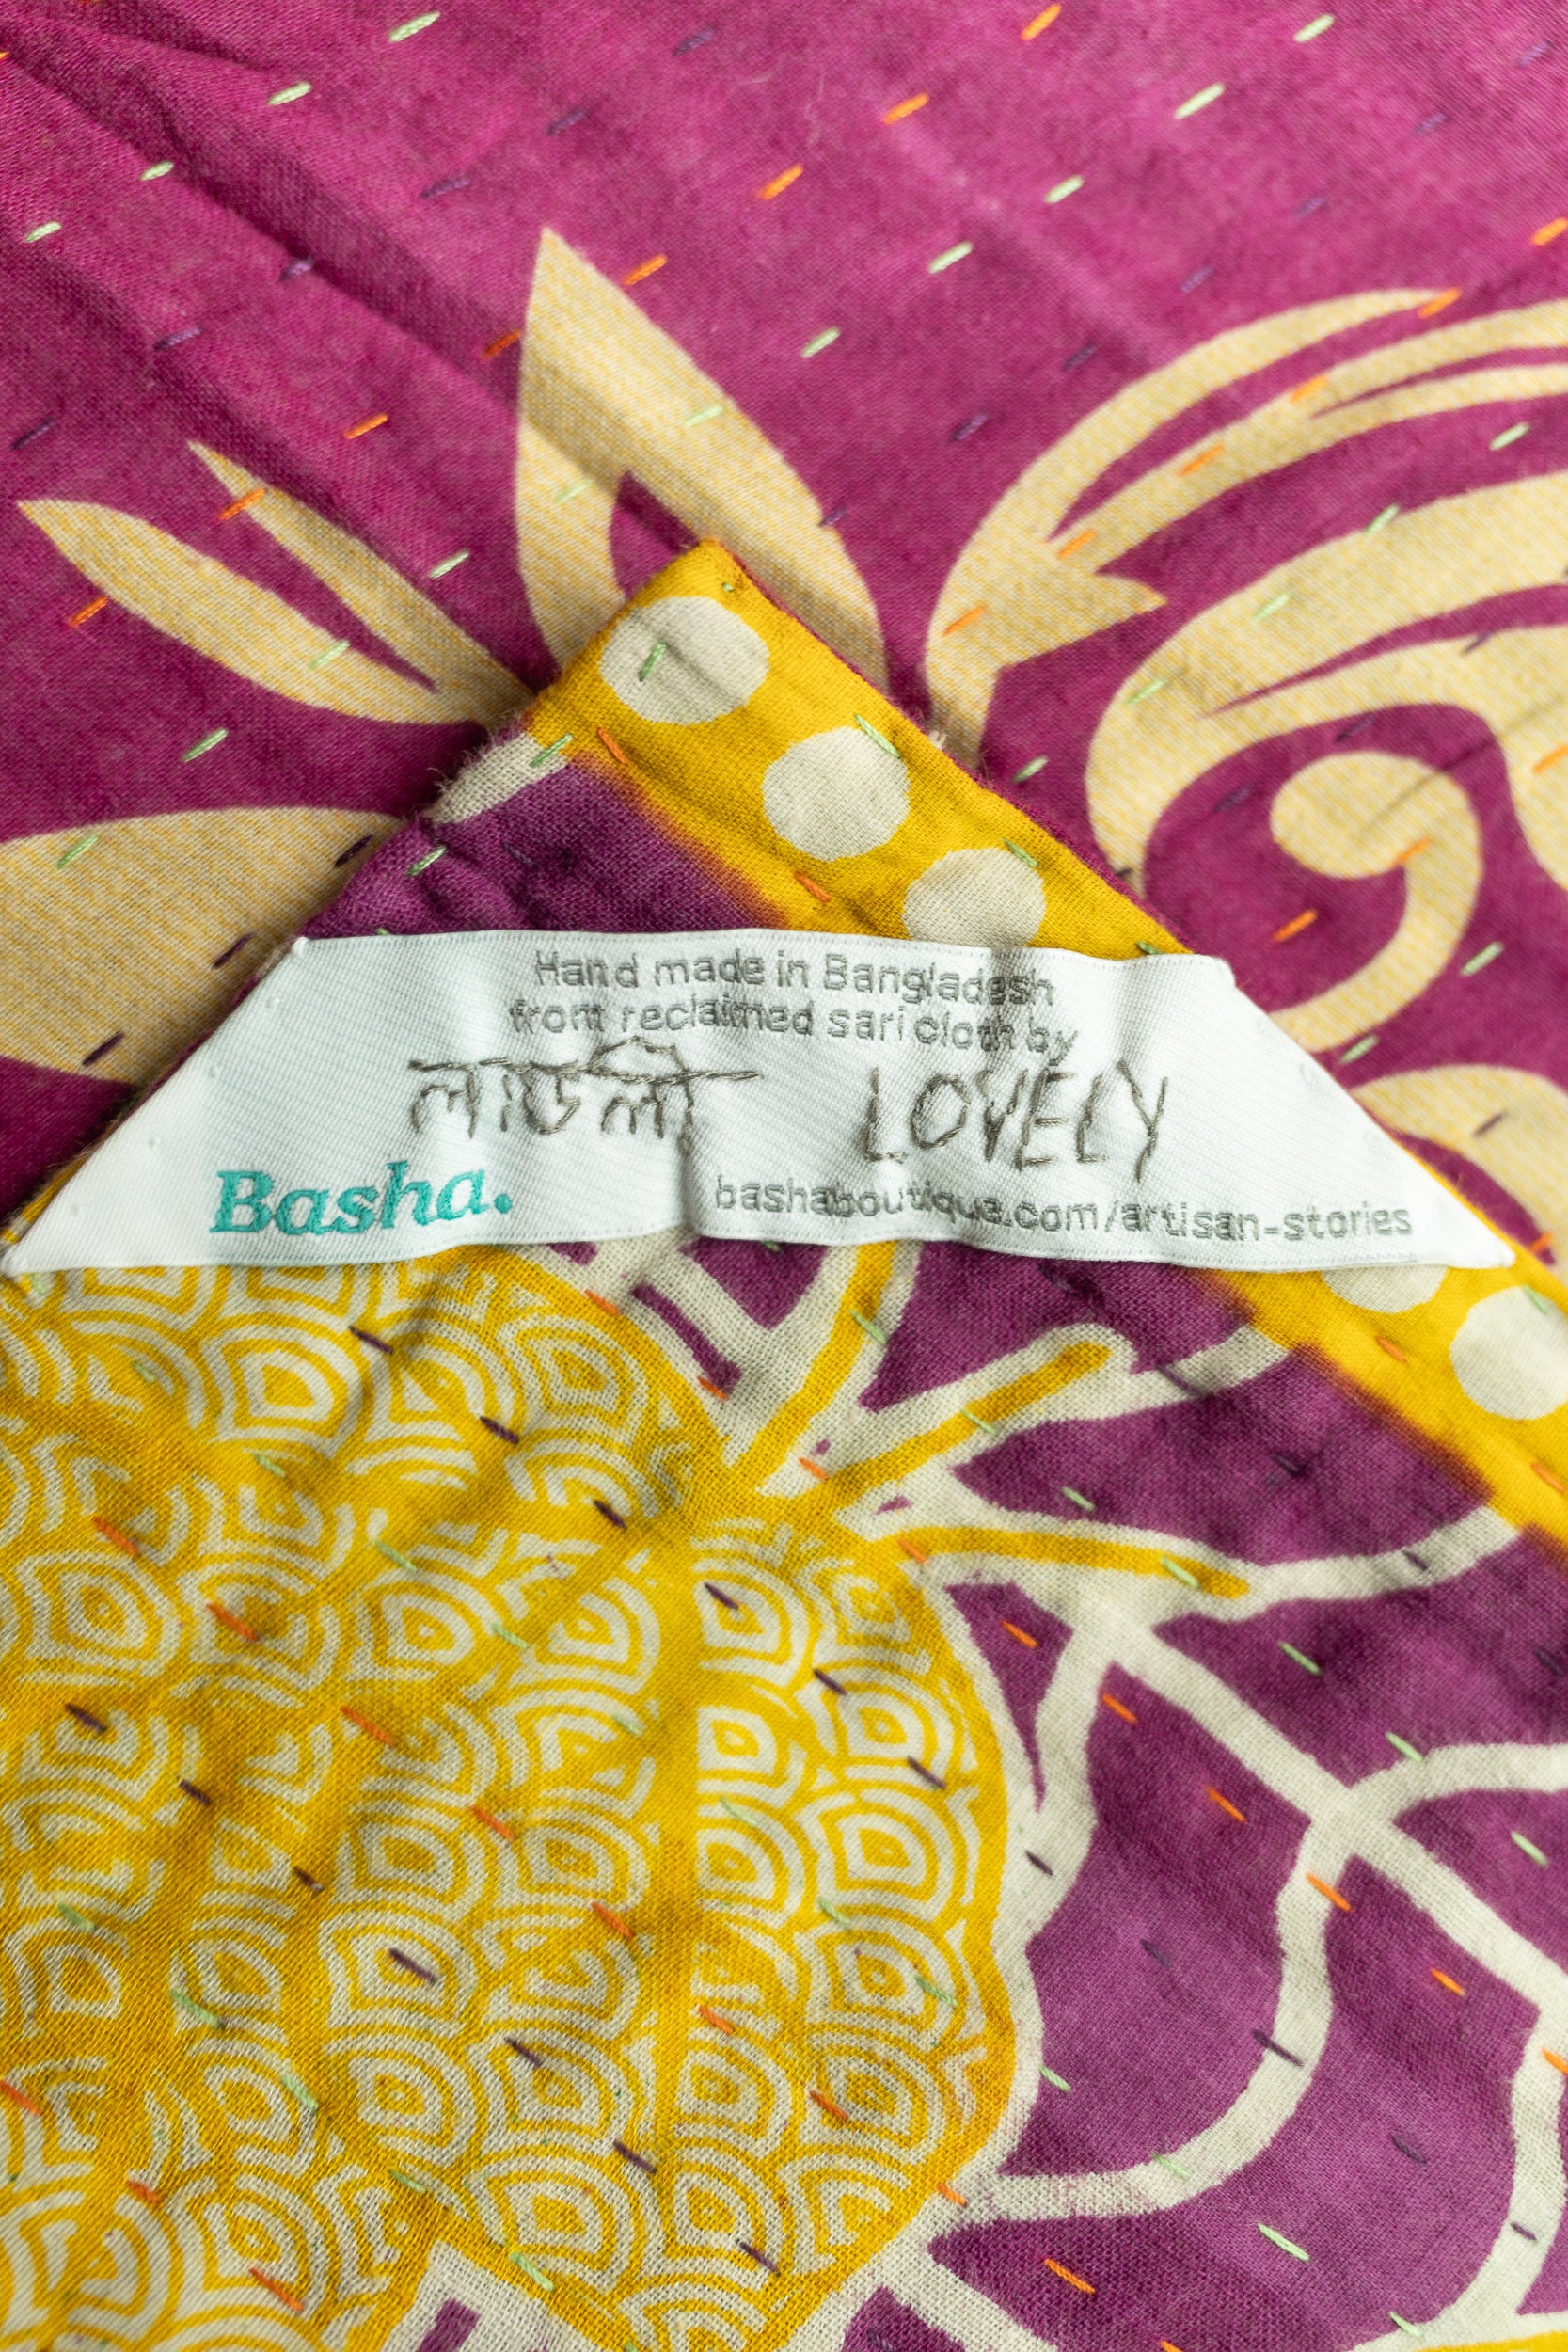 Hand made in Bangladesh
from reclaimed sari cloth by
লাভলী LOVELY
Basha. bashaboutique.com/artisan-stories